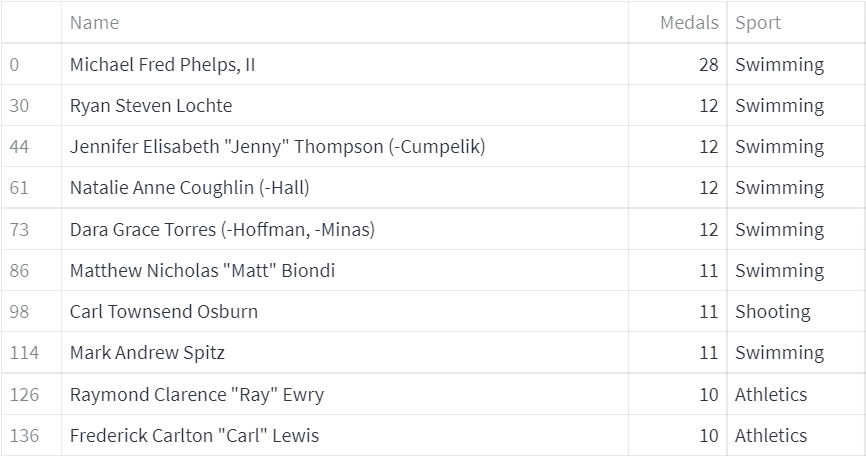 Name Medals Sport
0 Michael Fred Phelps, II 28 Swimming
30 Ryan Steven Lochte 12 Swimming
44 Jennifer Elisabeth "Jenny" Thompson (-Cumpelik) 12 Swimming
61 Natalie Anne Coughlin (-Hall) 12 Swimming
73 Dara Grace Torres (-Hoffman, -Minas) 12 Swimming
86 Matthew Nicholas "Matt" Biondi 11 Swimming
98 Carl Townsend Osburn 11 Shooting
114 Mark Andrew Spitz 11 Swimming
126 Raymond Clarence "Ray" Ewry 10 Athletics
136 Frederick Carlton "Carl" Lewis 10 Athletics